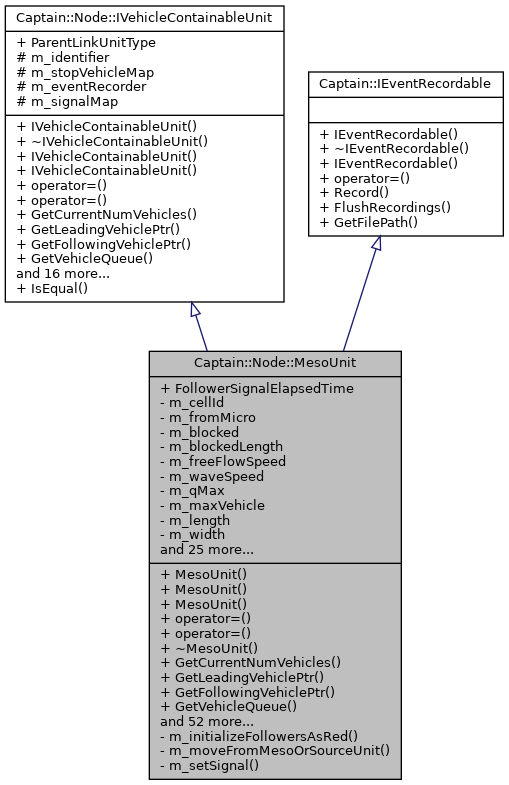 Captain::Node::IVehicleContainableUnit
+ ParentLinkUnitType
# m_identifier
# m_stopVehicleMap
# m_eventRecorder
# m_signalMap
+ IVehicleContainableUnit()
+ ~IVehicleContainableUnit()
+ IVehicleContainableUnit()
+ IVehicleContainableUnit()
+ operator=()
+ operator=()
+ GetCurrentNumVehicles()
+ GetLeadingVehiclePtr()
+ GetFollowingVehiclePtr()
+ GetVehicleQueue()
and 16 more...
+ IsEqual()
Captain::IEventRecordable
+ IEventRecordable()
+ ~IEventRecordable()
+ IEventRecordable()
+ operator=()
+ Record()
+ FlushRecordings()
+ GetFilePath()
Captain::Node::MesoUnit
+ FollowerSignalElapsedTime
- m_cellId
- m_fromMicro
- m_blocked
- m_blockedLength
- m_freeFlowSpeed
- m_waveSpeed
- m_qMax
- m_maxVehicle
- m_length
- m_width
and 25 more...
+ MesoUnit()
+ MesoUnit()
+ MesoUnit()
+ operator=()
+ operator=()
+ ~MesoUnit()
+ GetCurrentNumVehicles()
+ GetLeadingVehiclePtr()
+ GetFollowingVehiclePtr()
+ GetVehicleQueue()
and 52 more...
- m_initializeFollowersAsRed()
- m_moveFromMesoOrSourceUnit()
- m_setSignal()